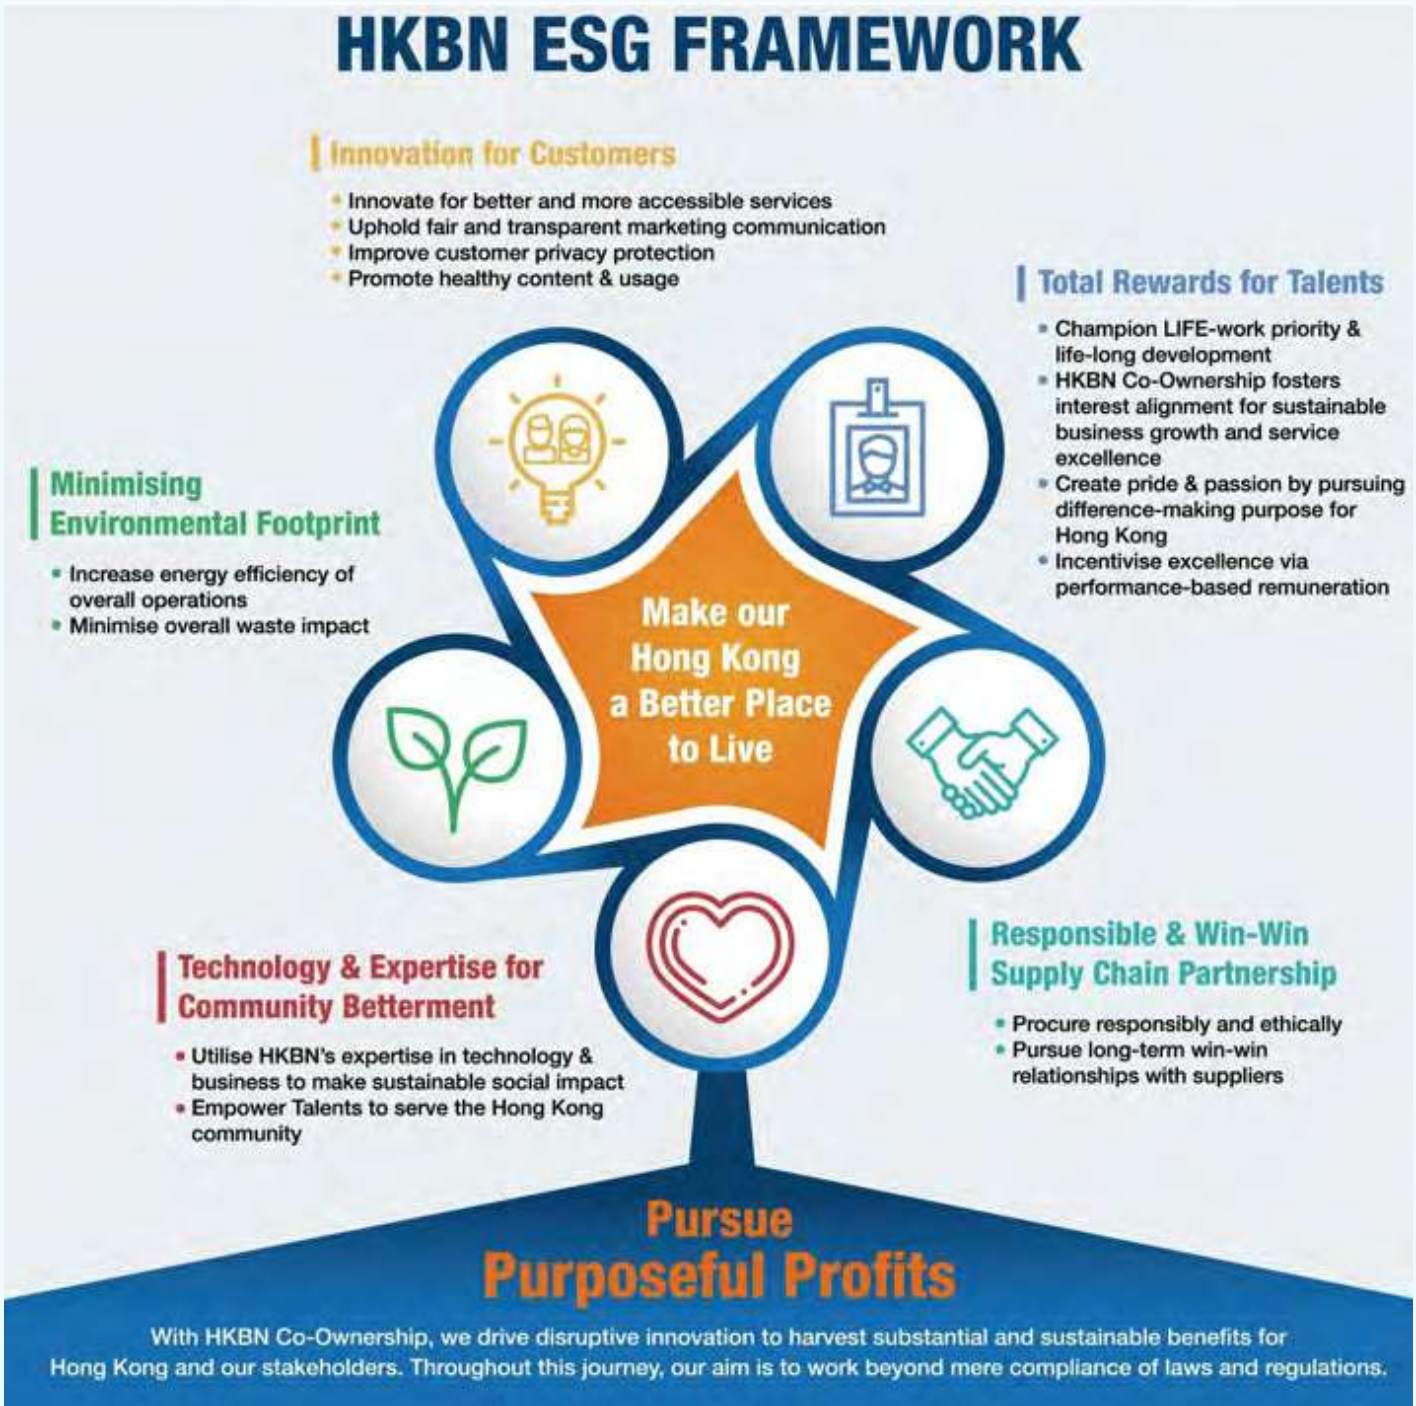 HKBN ESG FRAMEWORK
Innovation for Customers
• Innovate for better and more accessible services
• Uphold fair and transparent marketing communication
• Improve customer privacy protection
• Promote healthy content & usage
Total Rewards for Talents
• Champion LIFE-work priority &
life-long development
• HKBN Co-Ownership fosters
interest alignment for sustainable
business growth and service
excellence
• Create pride & passion by pursuing
difference-making purpose for
Hong Kong
• Incentivise excellence via
performance-based remuneration
Minimising
Environmental Footprint
• Increase energy efficiency of
overall operations
• Minimise overall waste impact
Make our
Hong Kong
a Better Place
to Live
Responsible & Win-Win
Supply Chain Partnership
• Procure responsibly and ethically
• Pursue long-term win-win
relationships with suppliers
Technology & Expertise for
Community Betterment
• Utilise HKBN's expertise in technology &
business to make sustainable social impact
• Empower Talents to serve the Hong Kong
community
Pursue
Purposeful Profits
With HKBN Co-Ownership, we drive disruptive innovation to harvest substantial and sustainable benefits for
Hong Kong and our stakeholders. Throughout this journey, our aim is to work beyond mere compliance of laws and regulations.